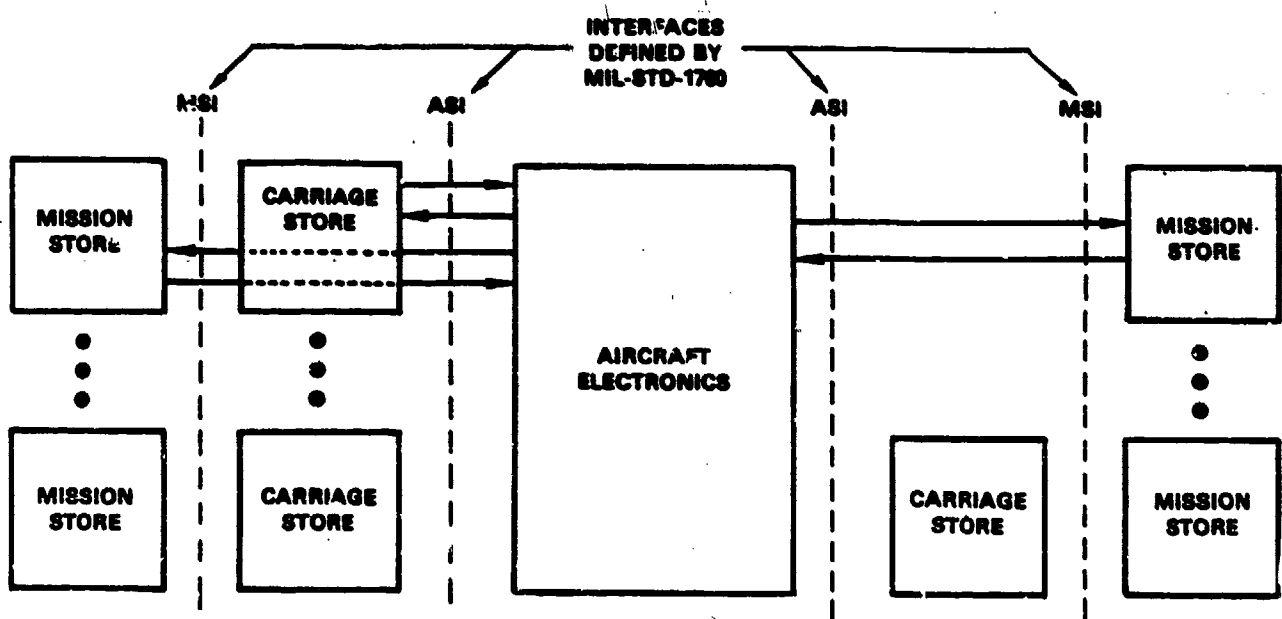 INTERFACES
DEFINED BY
MIL-STD-1760
MSI
ASI
ASI
MSI
MISSION
STORE
CARRIAGE
STORE
MISSION
STORE
AIRCRAFT
ELECTRONICS
MISSION
STORE
CARRIAGE
STORE
CARRIAGE
STORE
MISSION
STORE